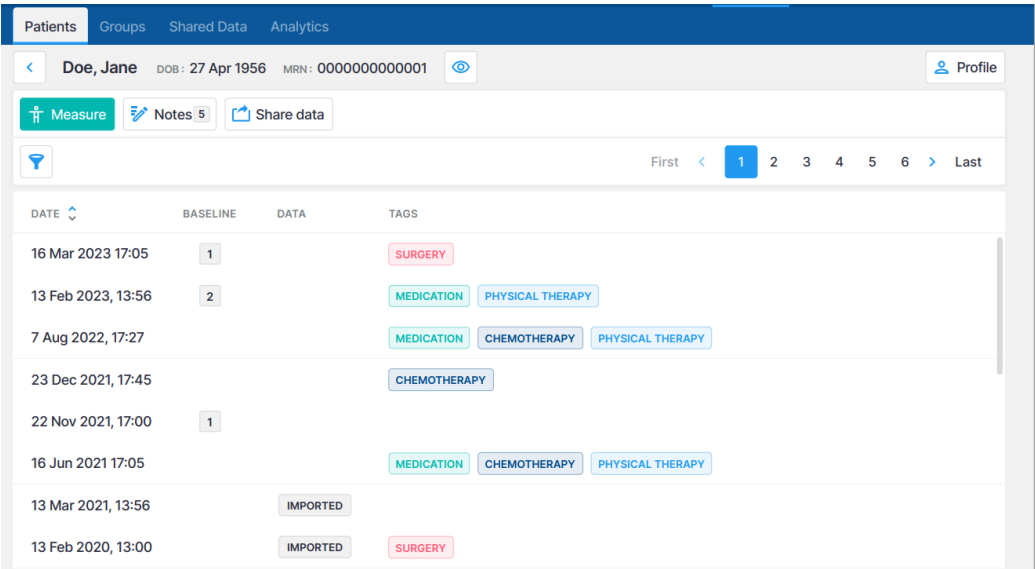 Patients Groups Shared Data Analytics
Doe, Jane DOB: 27 Apr 1956 MRN: 0000000000001 Profile
Measure Notes 5 Share data
First 1 2 3 4 5 6 Last
DATE BASELINE DATA TAGS
16 Mar 2023 17:05 1 SURGERY
13 Feb 2023, 13:56 2 MEDICATION PHYSICAL THERAPY
7 Aug 2022, 17:27 MEDICATION CHEMOTHERAPY PHYSICAL THERAPY
23 Dec 2021, 17:45 CHEMOTHERAPY
22 Nov 2021, 17:00 1
16 Jun 2021 17:05 MEDICATION CHEMOTHERAPY PHYSICAL THERAPY
13 Mar 2021, 13:56 IMPORTED
13 Feb 2020, 13:00 IMPORTED SURGERY